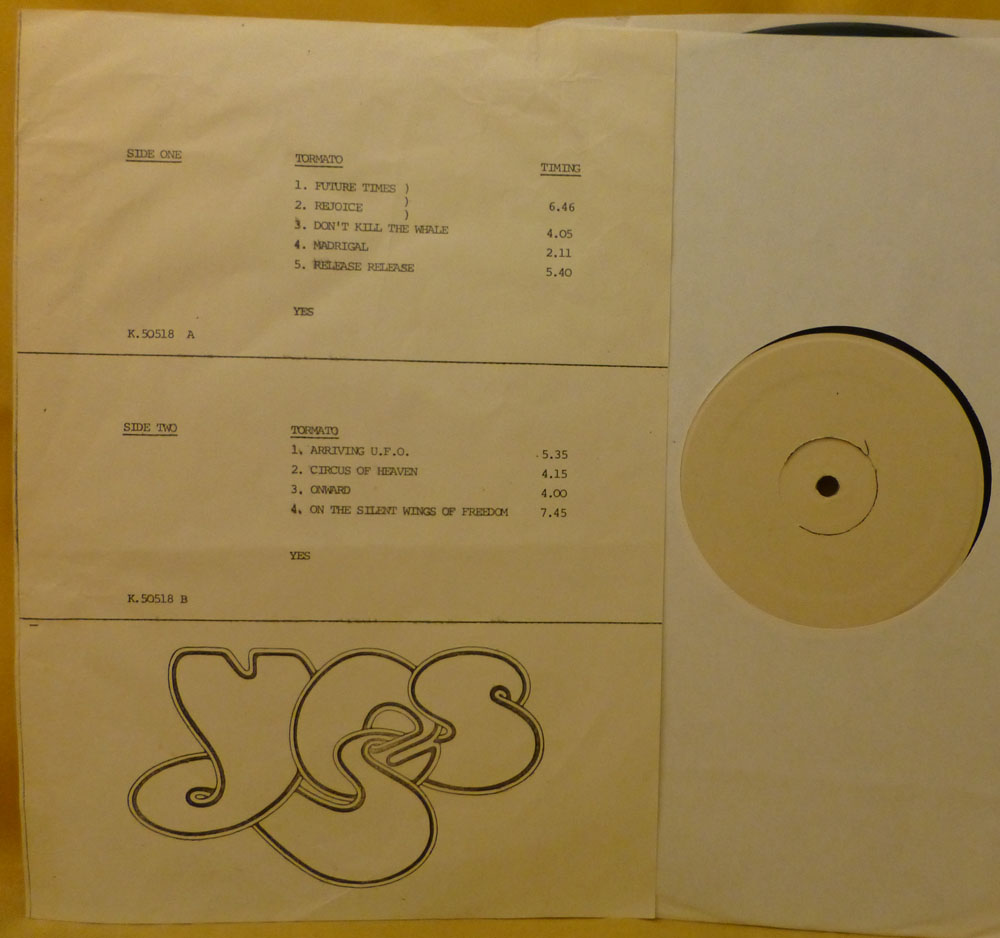 SIDE ONE TORMATO TIMING
1. FUTURE TIMES )
2. REJOICE ) 6.46
3. DON'T KILL THE WHALE 4.05
4. MADRIGAL 2.11
5. RELEASE RELEASE 5.40
YES
K.50518 A
SIDE TWO TORMATO
1. ARRIVING U.F.O. 5.35
2. CIRCUS OF HEAVEN 4.15
3. ONWARD 4.00
4. ON THE SILENT WINGS OF FREEDOM 7.45
YES
K.50518 B
yes